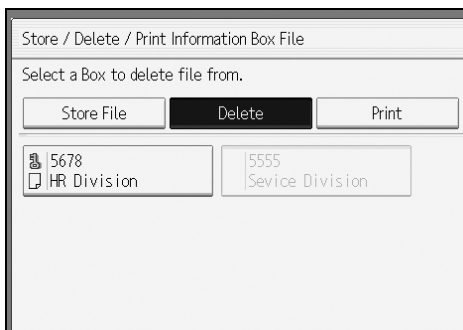 Store / Delete / Print Information Box File
Select a Box to delete file from.
Store File Delete Print
5678
HR Division
5555
Sevice Division